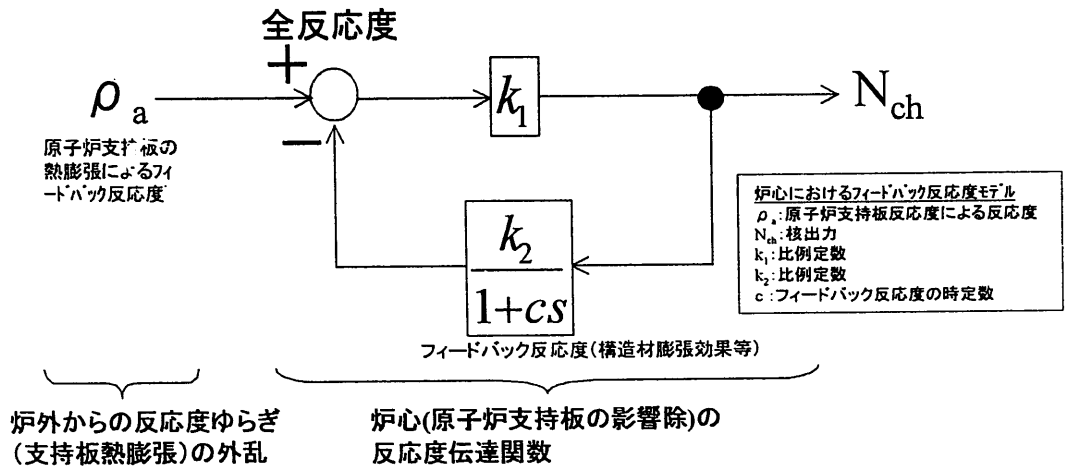 全反応度
+
ρa
−
k1
Nch
原子炉支持板の
熱膨張によるフィ
ードバック反応度
k2
1+cs
炉心におけるフィードバック反応度モデル
ρa:原子炉支持板反応度による反応度
Nch:核出力
k1:比例定数
k2:比例定数
c:フィードバック反応度の時定数
フィードバック反応度(構造材膨張効果等)
炉外からの反応度ゆらぎ
(支持板熱膨張)の外乱
炉心(原子炉支持板の影響除)の
反応度伝達関数